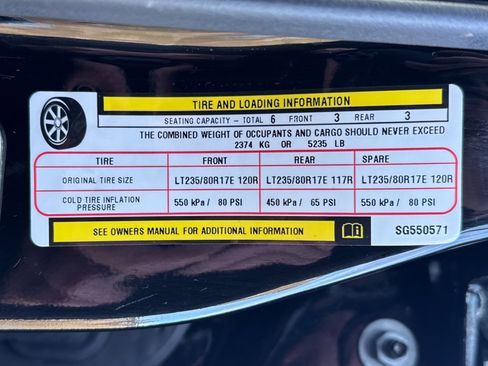 TIRE AND LOADING INFORMATION
SEATING CAPACITY - TOTAL 6 FRONT 3 REAR 3
THE COMBINED WEIGHT OF OCCUPANTS AND CARGO SHOULD NEVER EXCEED
2374 KG OR 5235 LB
TIRE FRONT REAR SPARE
ORIGINAL TIRE SIZE LT235/80R17E 120R LT235/80R17E 117R LT235/80R17E 120R
COLD TIRE INFLATION PRESSURE 550 kPa / 80 PSI 450 kPa / 65 PSI 550 kPa / 80 PSI
SEE OWNERS MANUAL FOR ADDITIONAL INFORMATION SG550571